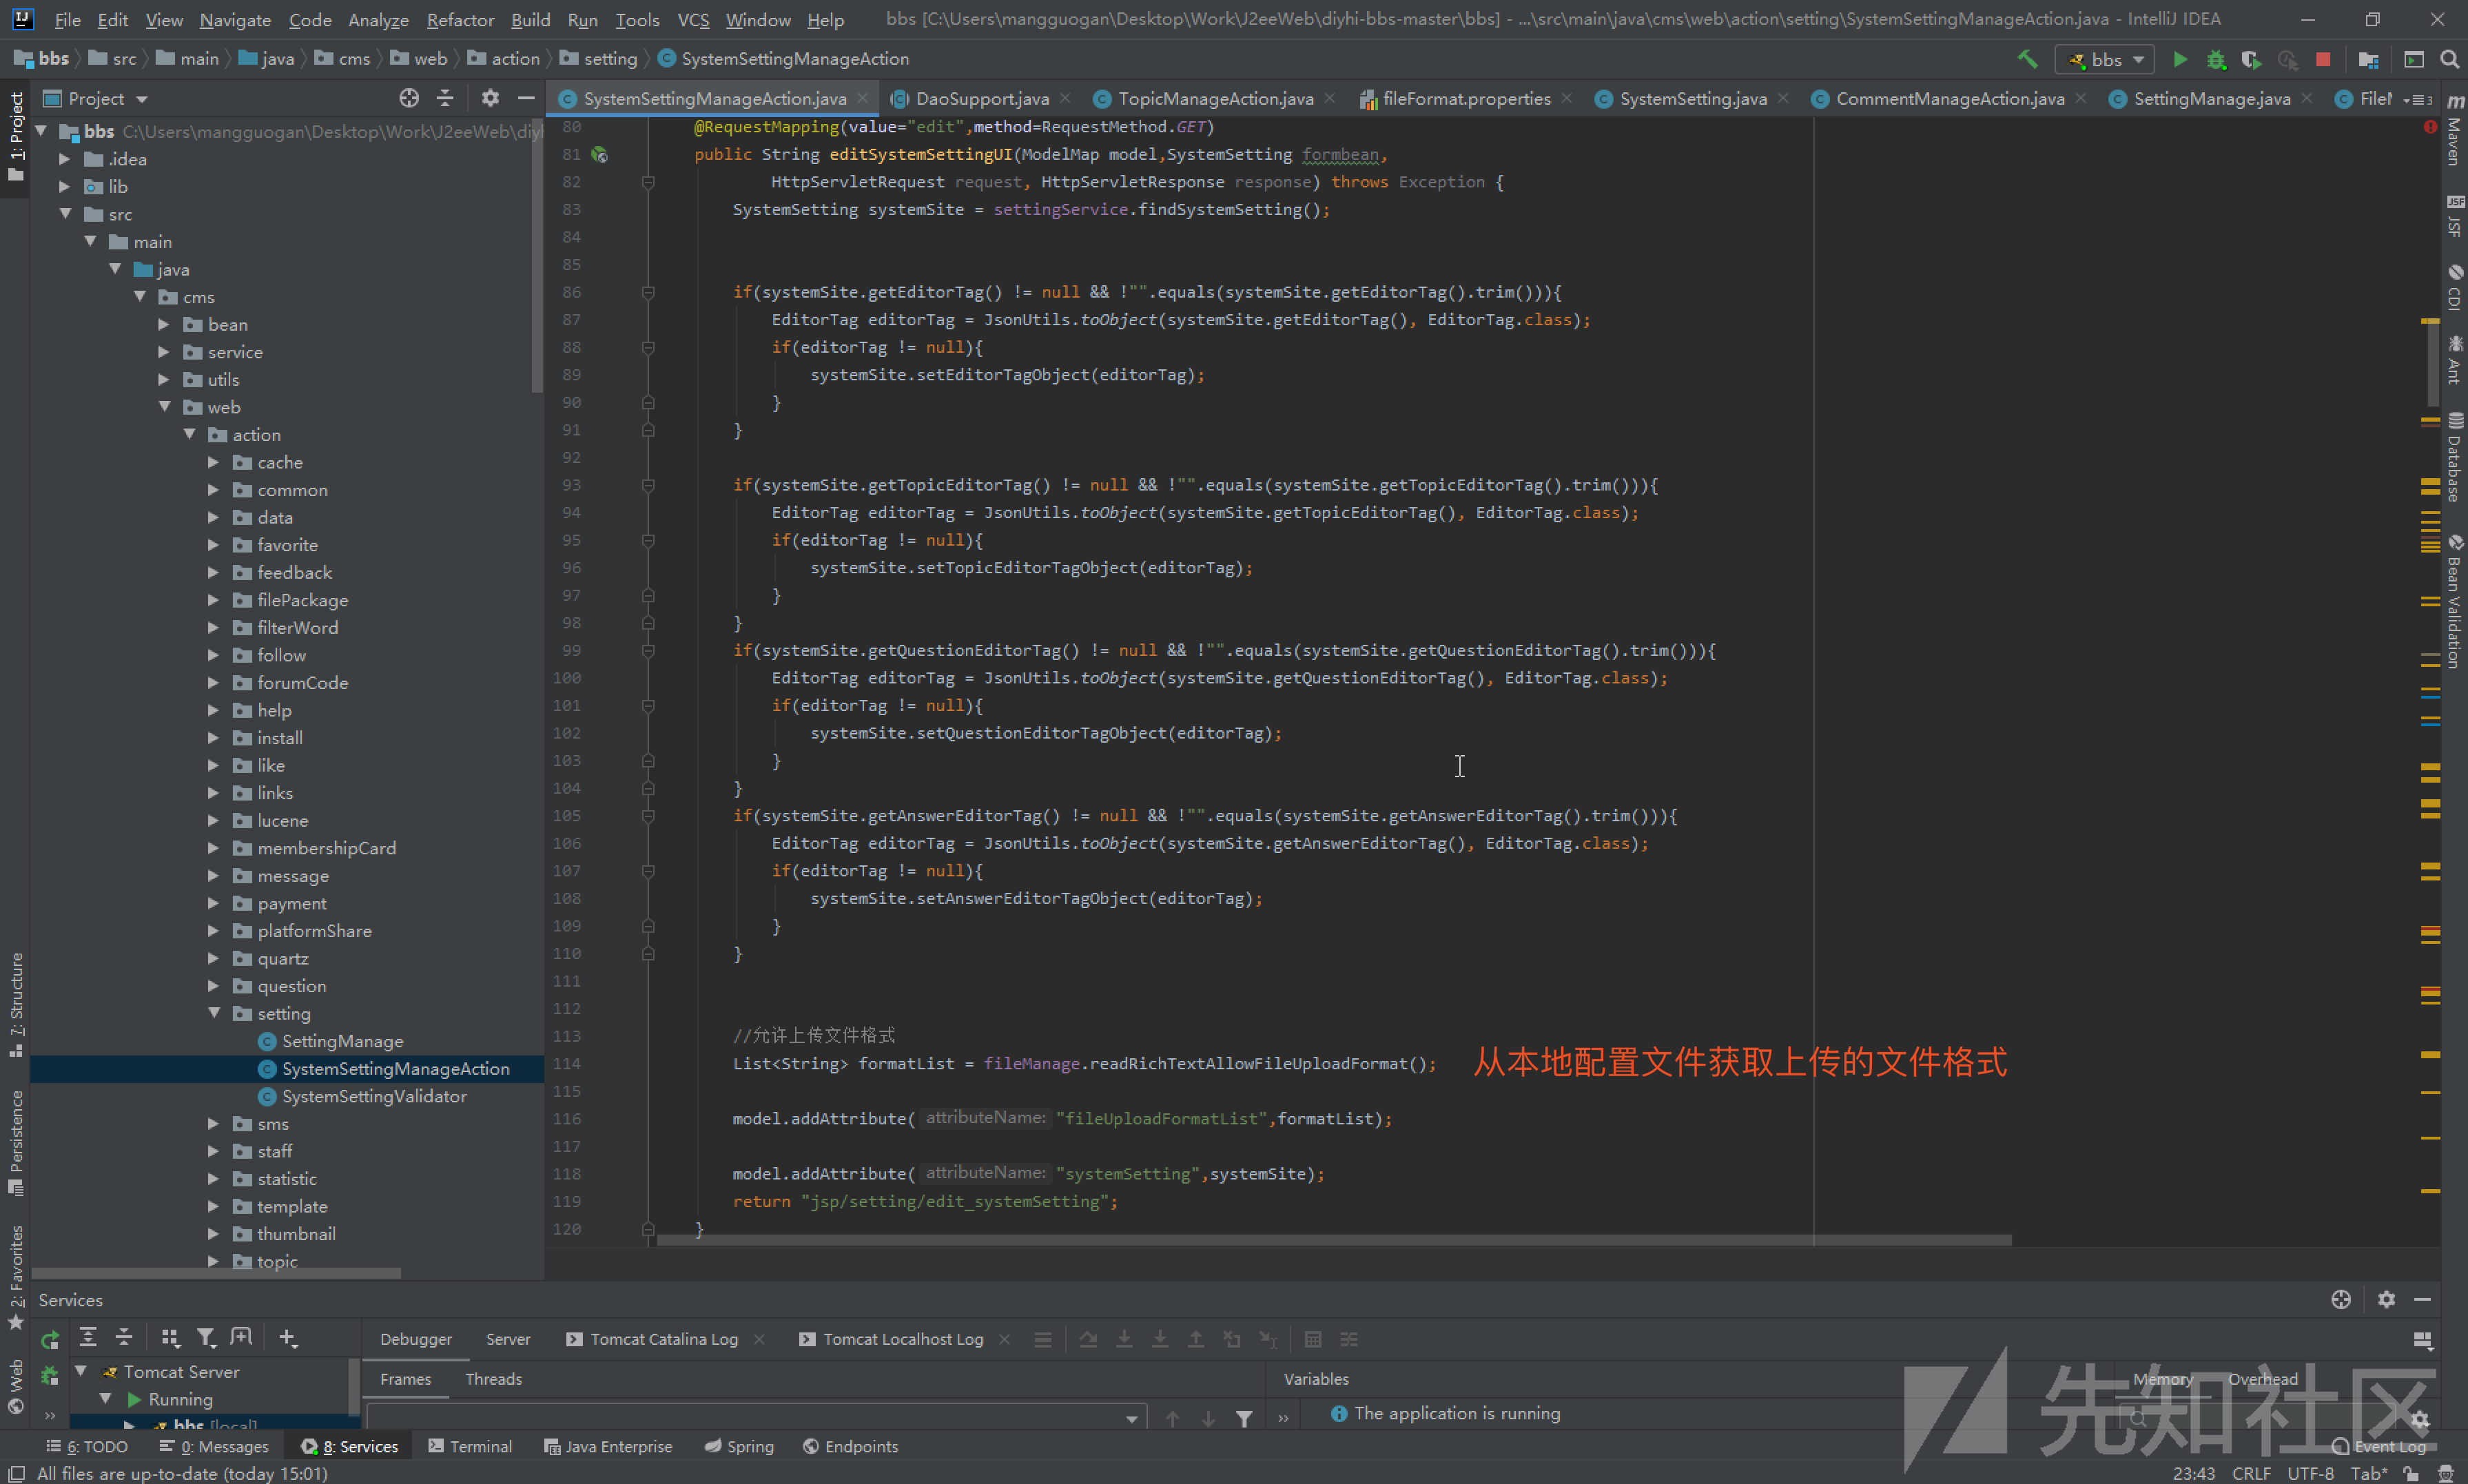 File Edit View Navigate Code Analyze Refactor Build Run Tools VCS Window Help bbs [C:\Users\mangguogan\Desktop\Work\J2eeWeb\diyhi-bbs-master\bbs] - ...\src\main\java\cms\web\action\setting\SystemSettingManageAction.java - IntelliJ IDEA
bbs src main java cms web action setting SystemSettingManageAction
bbs
Project
SystemSettingManageAction.java DaoSupport.java TopicManageAction.java fileFormat.properties SystemSetting.java CommentManageAction.java SettingManage.java
bbs C:\Users\mangguogan\Desktop\Work\J2eeWeb\diy
.idea
lib
src
main
java
cms
bean
service
utils
web
action
cache
common
data
favorite
feedback
filePackage
filterWord
follow
forumCode
help
install
like
links
lucene
membershipCard
message
payment
platformShare
quartz
question
setting
SettingManage
SystemSettingManageAction
SystemSettingValidator
sms
staff
statistic
template
thumbnail
topic
80 @RequestMapping(value="edit",method=RequestMethod.GET)
81 public String editSystemSettingUI(ModelMap model,SystemSetting formbean,
82 HttpServletRequest request, HttpServletResponse response) throws Exception {
83 SystemSetting systemSite = settingService.findSystemSetting();
84
85
86 if(systemSite.getEditorTag() != null && !"".equals(systemSite.getEditorTag().trim())){
87 EditorTag editorTag = JsonUtils.toObject(systemSite.getEditorTag(), EditorTag.class);
88 if(editorTag != null){
89 systemSite.setEditorTagObject(editorTag);
90 }
91 }
92
93 if(systemSite.getTopicEditorTag() != null && !"".equals(systemSite.getTopicEditorTag().trim())){
94 EditorTag editorTag = JsonUtils.toObject(systemSite.getTopicEditorTag(), EditorTag.class);
95 if(editorTag != null){
96 systemSite.setTopicEditorTagObject(editorTag);
97 }
98 }
99 if(systemSite.getQuestionEditorTag() != null && !"".equals(systemSite.getQuestionEditorTag().trim())){
100 EditorTag editorTag = JsonUtils.toObject(systemSite.getQuestionEditorTag(), EditorTag.class);
101 if(editorTag != null){
102 systemSite.setQuestionEditorTagObject(editorTag);
103 }
104 }
105 if(systemSite.getAnswerEditorTag() != null && !"".equals(systemSite.getAnswerEditorTag().trim())){
106 EditorTag editorTag = JsonUtils.toObject(systemSite.getAnswerEditorTag(), EditorTag.class);
107 if(editorTag != null){
108 systemSite.setAnswerEditorTagObject(editorTag);
109 }
110 }
111
112
113 //允许上传文件格式
114 List<String> formatList = fileManage.readRichTextAllowFileUploadFormat(); 从本地配置文件获取上传的文件格式
115
116 model.addAttribute( attributeName: "fileUploadFormatList",formatList);
117
118 model.addAttribute( attributeName: "systemSetting",systemSite);
119 return "jsp/setting/edit_systemSetting";
120 }
1: Project
7: Structure
Persistence
2: Favorites
Web
Maven
JSF
CDI
Ant
Database
Bean Validation
Services
Debugger Server Tomcat Catalina Log Tomcat Localhost Log
Tomcat Server
Running
bbs [local]
Frames Threads Variables Memory Overhead
The application is running
6: TODO 0: Messages 8: Services Terminal Java Enterprise Spring Endpoints Event Log
All files are up-to-date (today 15:01) 23:43 CRLF UTF-8 Tab*
先知社区